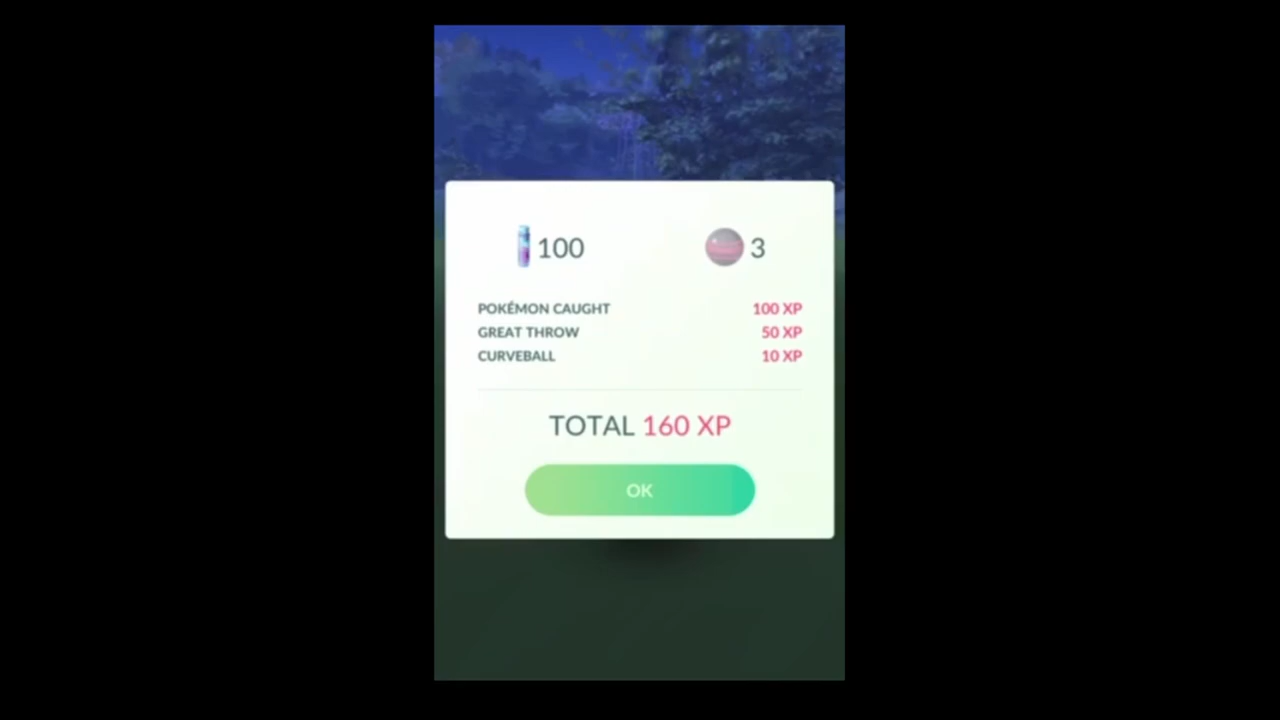 100 3
POKÉMON CAUGHT 100 XP
GREAT THROW 50 XP
CURVEBALL 10 XP
TOTAL 160 XP
OK